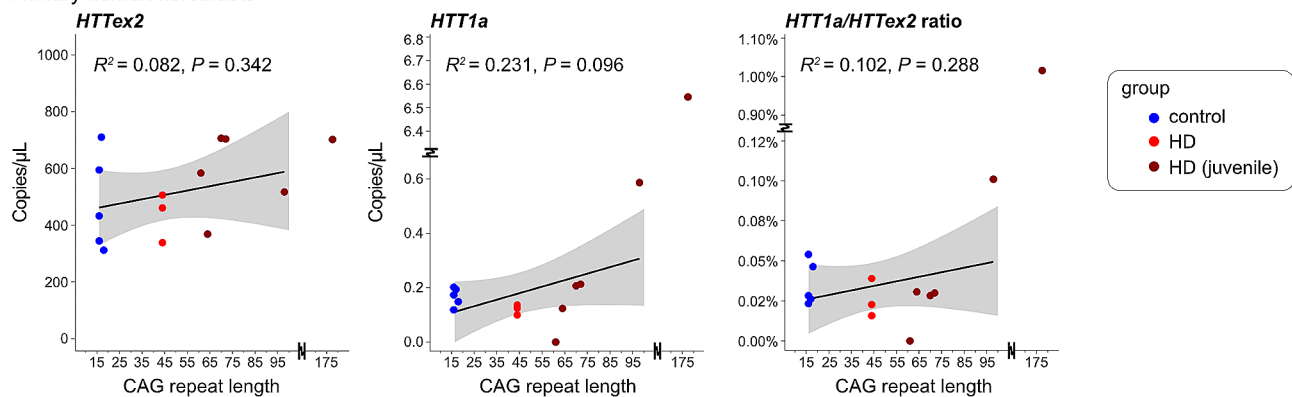 HTTex2
R² = 0.082, P = 0.342
Copies/µL
1000
800
600
400
200
0
15 25 35 45 55 65 75 85 95 175
CAG repeat length
HTT1a
R² = 0.231, P = 0.096
Copies/µL
6.8
6.6
6.5
6.4
0.6
0.4
0.2
0.0
15 25 35 45 55 65 75 85 95 175
CAG repeat length
HTT1a/HTTex2 ratio
R² = 0.102, P = 0.288
1.10%
1.00%
0.90%
0.12%
0.10%
0.08%
0.05%
0.02%
0.00%
15 25 35 45 55 65 75 85 95 175
CAG repeat length
group
control
HD
HD (juvenile)